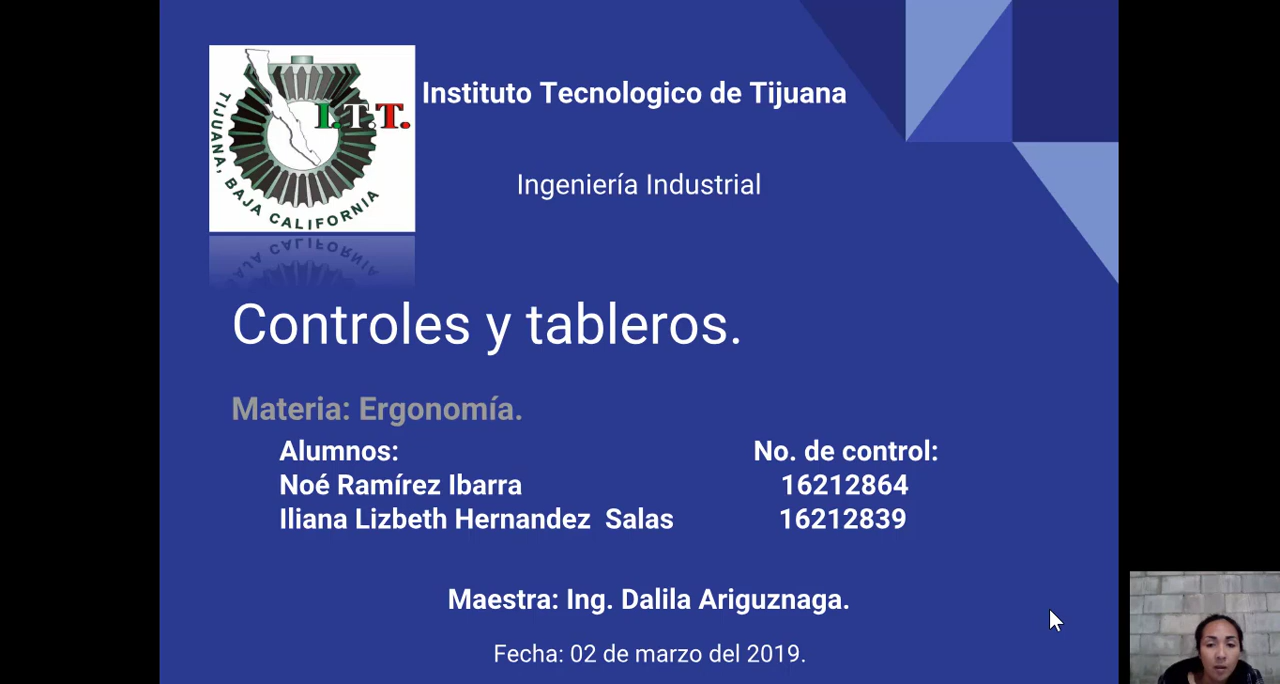 I.T.T.
TIJUANA, BAJA CALIFORNIA
Instituto Tecnologico de Tijuana
Ingeniería Industrial
Controles y tableros.
Materia: Ergonomía.
Alumnos: No. de control:
Noé Ramírez Ibarra 16212864
Iliana Lizbeth Hernandez Salas 16212839
Maestra: Ing. Dalila Ariguznaga.
Fecha: 02 de marzo del 2019.